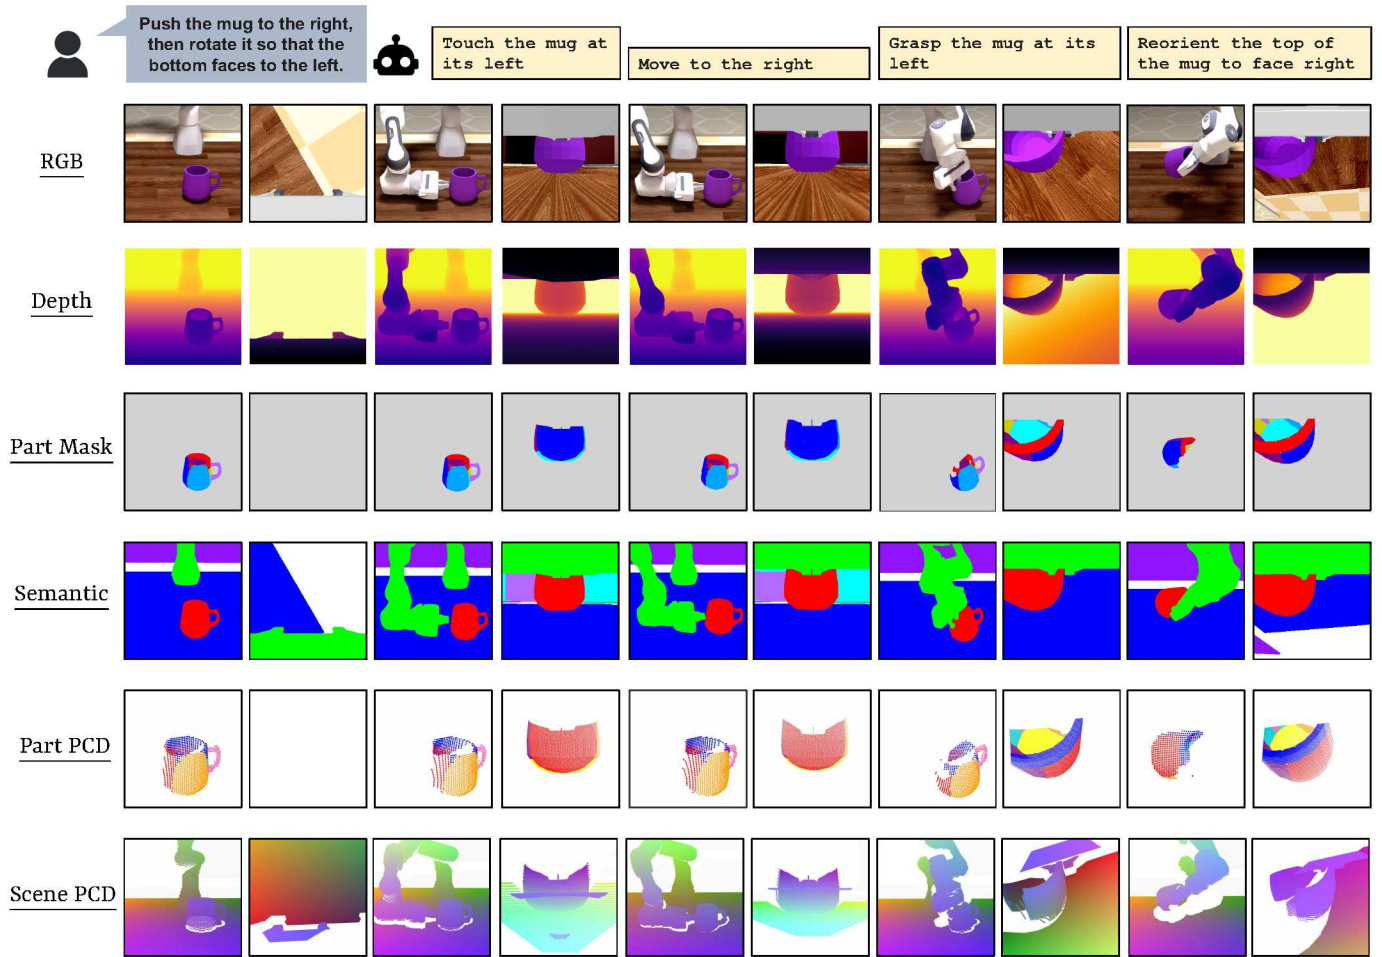 Push the mug to the right,
then rotate it so that the
bottom faces to the left.
Touch the mug at
its left
Move to the right
Grasp the mug at its
left
Reorient the top of
the mug to face right
RGB
Depth
Part Mask
Semantic
Part PCD
Scene PCD